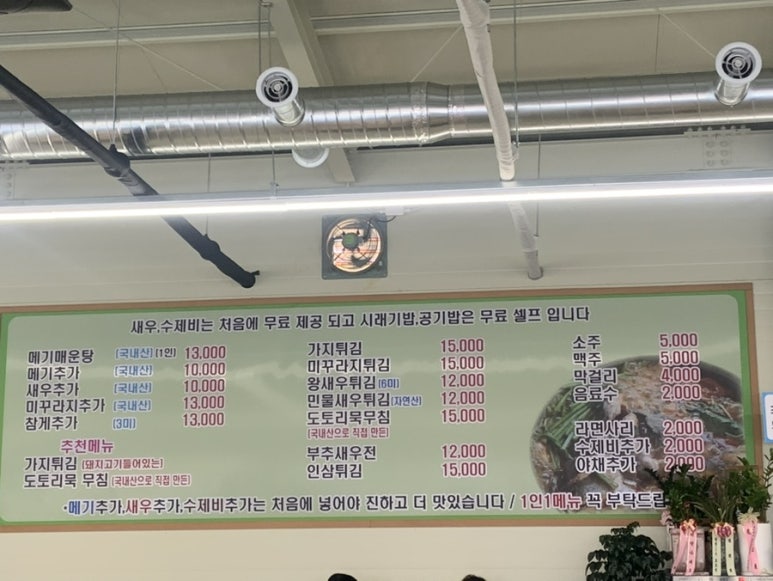 새우,수제비는 처음에 무료 제공 되고 시래기밥,공기밥은 무료 셀프 입니다
메기매운탕 (국내산) (1인) 13,000
메기추가 (국내산) 10,000
새우추가 (국내산) 10,000
미꾸라지추가 (국내산) 13,000
참게추가 (3미) 13,000
추천메뉴
가지튀김 (돼지고기들어있는)
도토리묵 무침 (국내산으로 직접 만든)
가지튀김 15,000
미꾸라지튀김 15,000
왕새우튀김 (6미) 12,000
민물새우튀김 (자연산) 12,000
도토리묵무침 15,000
(국내산으로 직접 만든)
부추새우전 12,000
인삼튀김 15,000
소주 5,000
맥주 5,000
막걸리 4,000
음료수 2,000
라면사리 2,000
수제비추가 2,000
야채추가
·메기추가,새우추가,수제비추가는 처음에 넣어야 진하고 더 맛있습니다 / 1인1메뉴 꼭 부탁드립